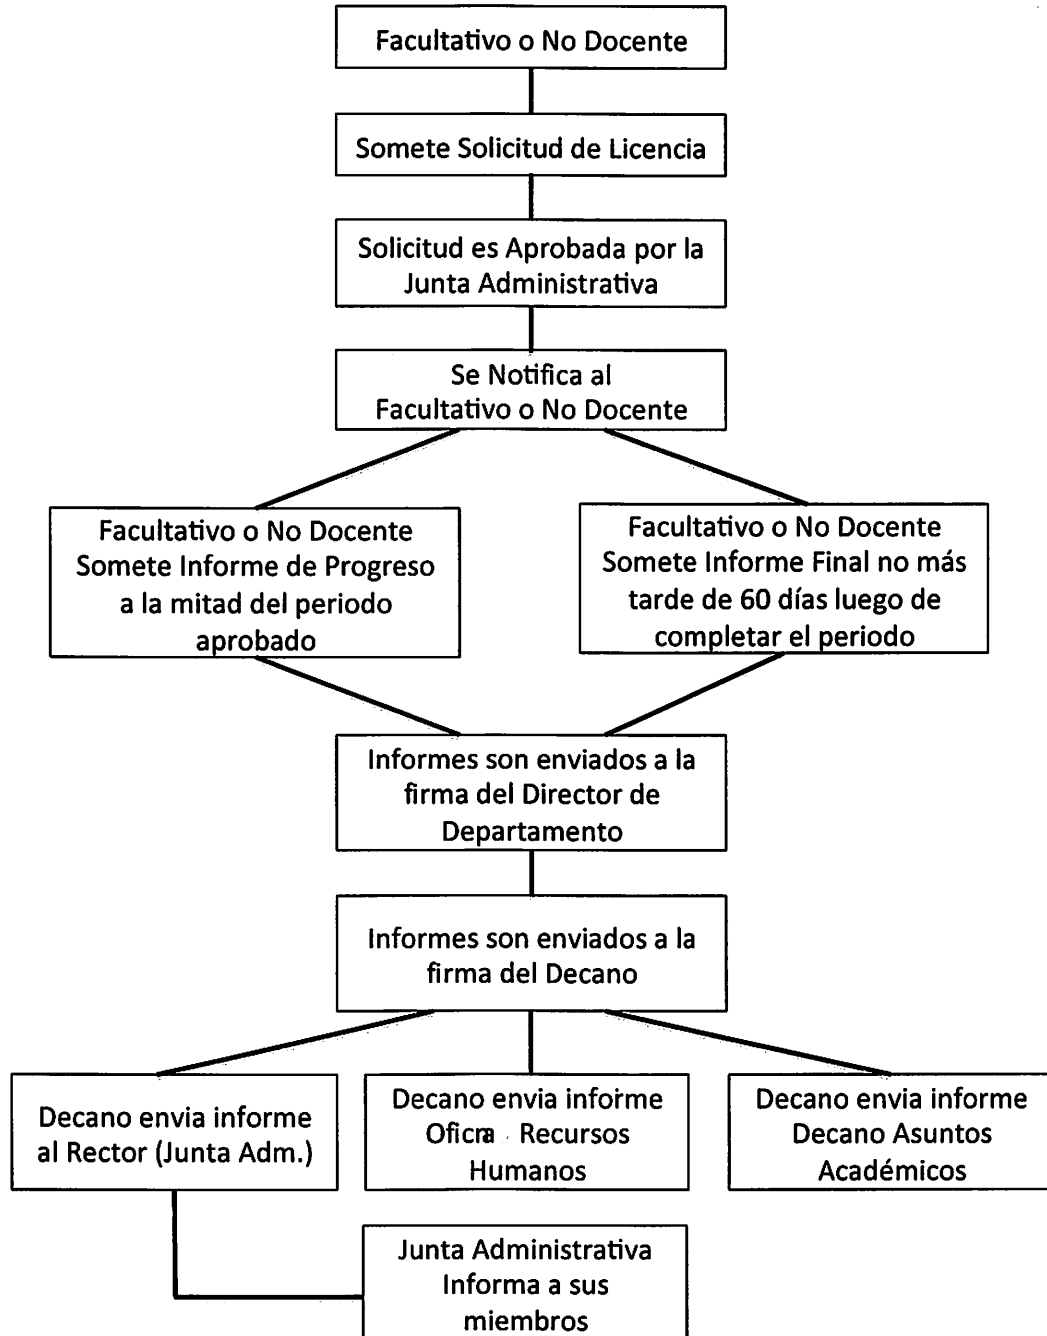 Facultativo o No Docente
Somete Solicitud de Licencia
Solicitud es Aprobada por la
Junta Administrativa
Se Notifica al
Facultativo o No Docente
Facultativo o No Docente
Somete Informe de Progreso
a la mitad del periodo
aprobado
Facultativo o No Docente
Somete Informe Final no más
tarde de 60 días luego de
completar el periodo
Informes son enviados a la
firma del Director de
Departamento
Informes son enviados a la
firma del Decano
Decano envia informe
al Rector (Junta Adm.)
Decano envia informe
Recursos
Humanos
Decano envia informe
Decano Asuntos
Académicos
Junta Administrativa
Informa a sus
miembros